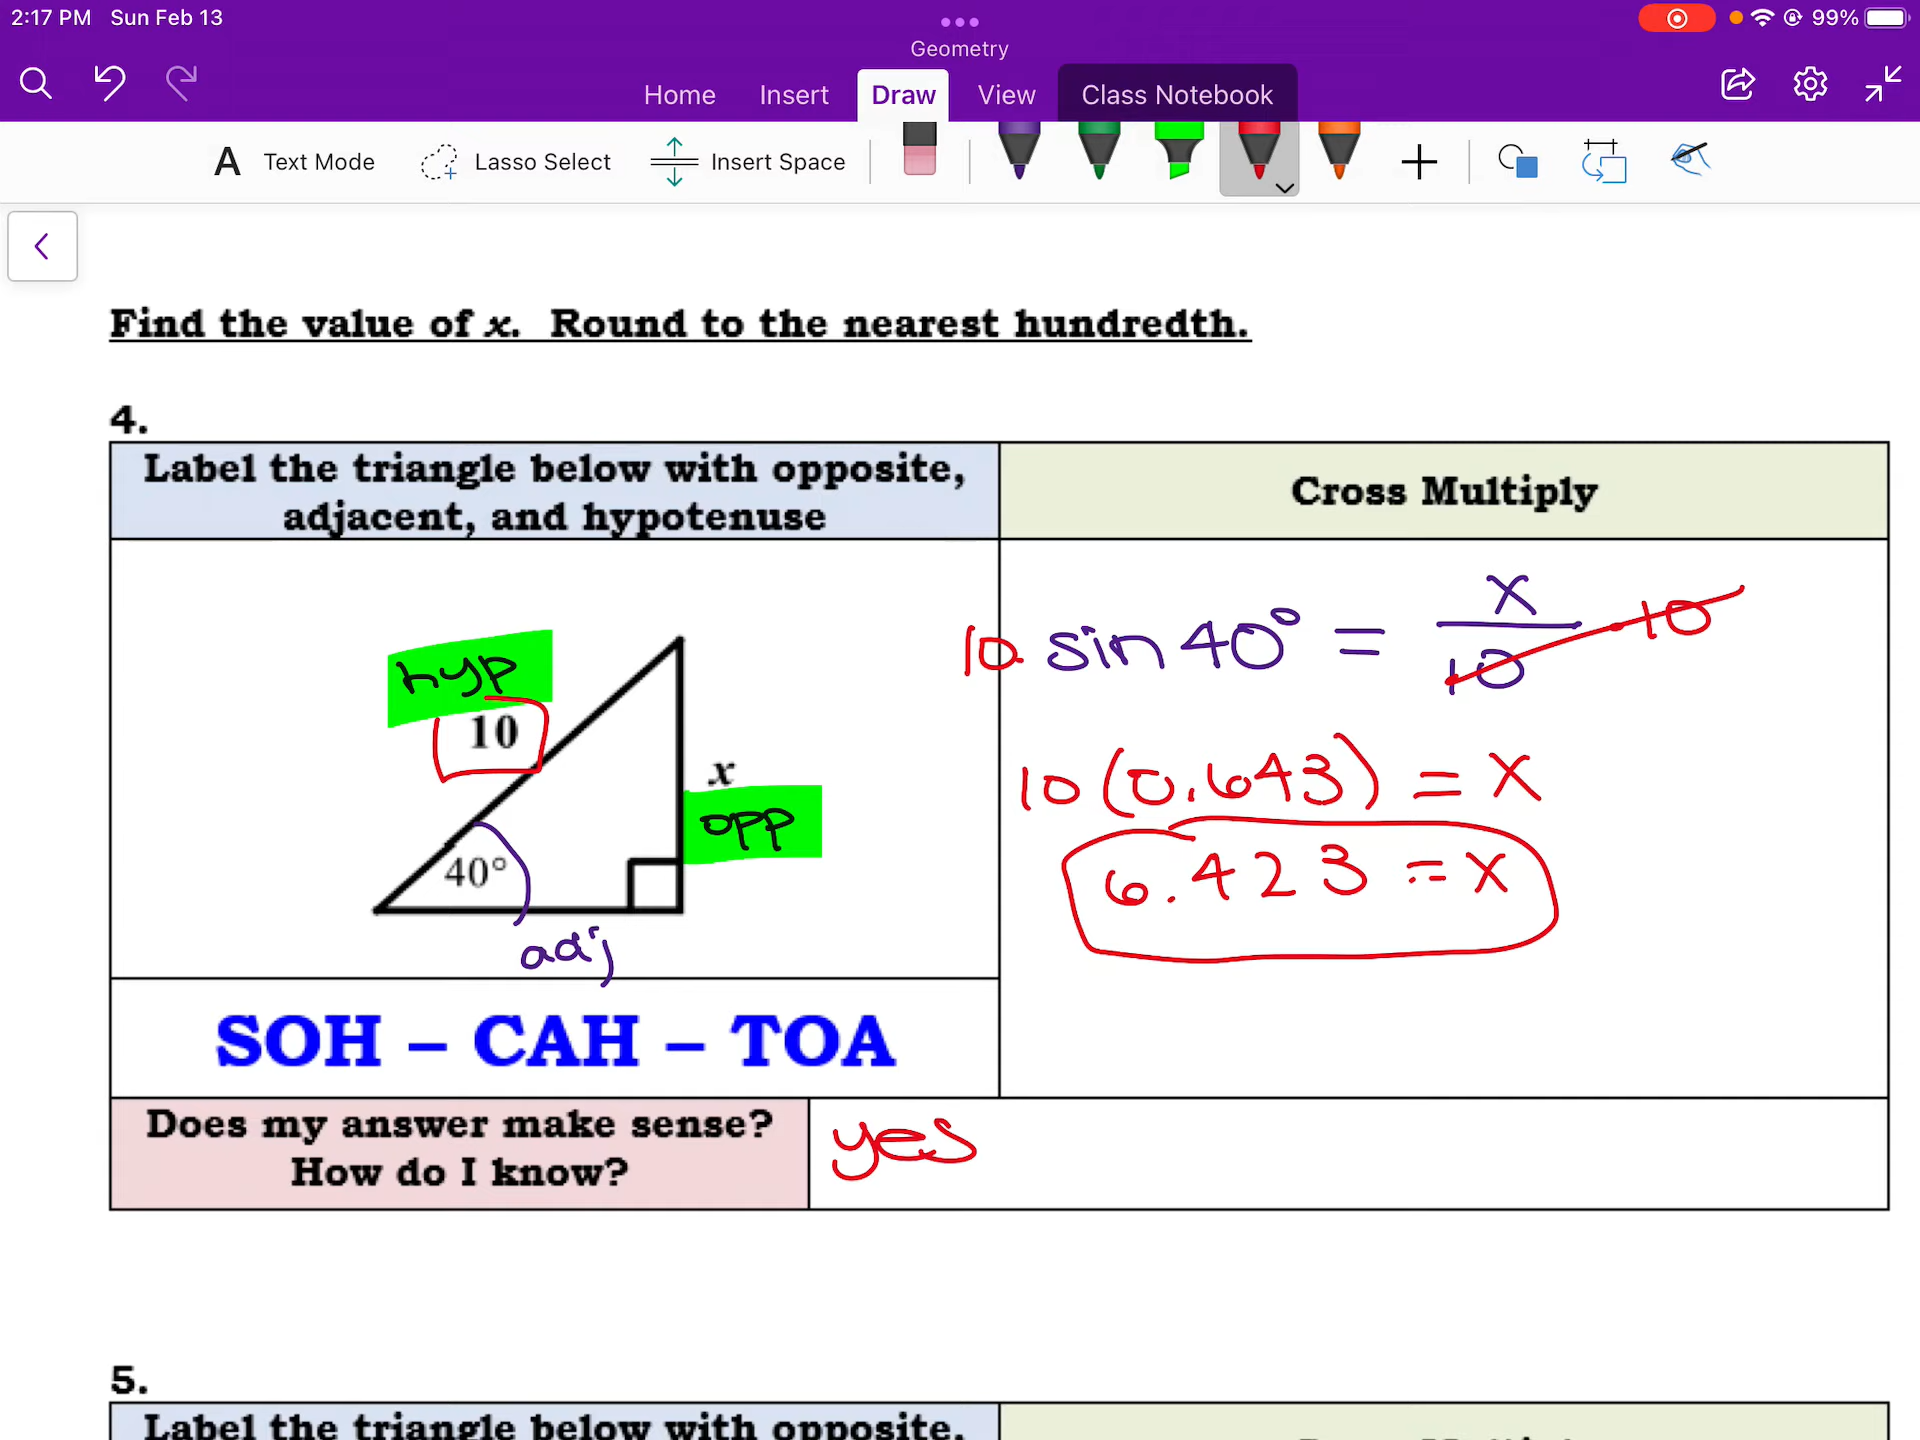 2:17 PM Sun Feb 13
99%
Geometry
Home Insert Draw View Class Notebook
A Text Mode Lasso Select Insert Space
Find the value of x. Round to the nearest hundredth.
4.
Label the triangle below with opposite,
adjacent, and hypotenuse
Cross Multiply
hyp
10
x
opp
40°
adj
10. sin 40° = x/10 · 10
10 (0.643) = x
6.423 = x
SOH – CAH – TOA
Does my answer make sense?
How do I know?
yes
5.
Label the triangle below with opposite,